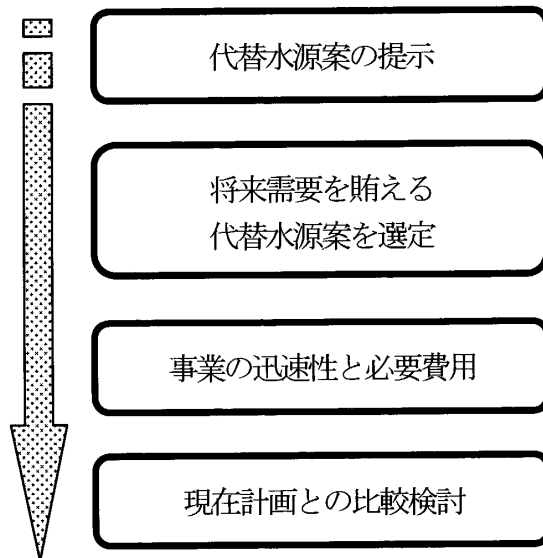 代替水源案の提示
将来需要を賄える
代替水源案を選定
事業の迅速性と必要費用
現在計画との比較検討